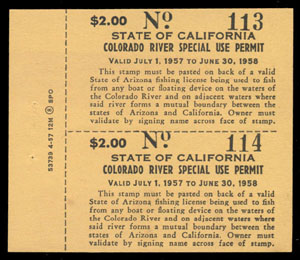 $2.00 No. 113
STATE OF CALIFORNIA
COLORADO RIVER SPECIAL USE PERMIT
VALID JULY 1, 1957 TO JUNE 30, 1958
This stamp must be pasted on back of a valid
State of Arizona fishing license being used to fish
from any boat or floating device on the waters of
the Colorado River and on adjacent waters where
said river forms a mutual boundary between the
states of Arizona and California. Owner must
validate by signing name across face of stamp.
$2.00 No. 114
STATE OF CALIFORNIA
COLORADO RIVER SPECIAL USE PERMIT
VALID JULY 1, 1957 TO JUNE 30, 1958
This stamp must be pasted on back of a valid
State of Arizona fishing license being used to fish
from any boat or floating device on the waters of
the Colorado River and on adjacent waters where
said river forms a mutual boundary between the
states of Arizona and California. Owner must
validate by signing name across face of stamp.
53739 4-57 12M SPO